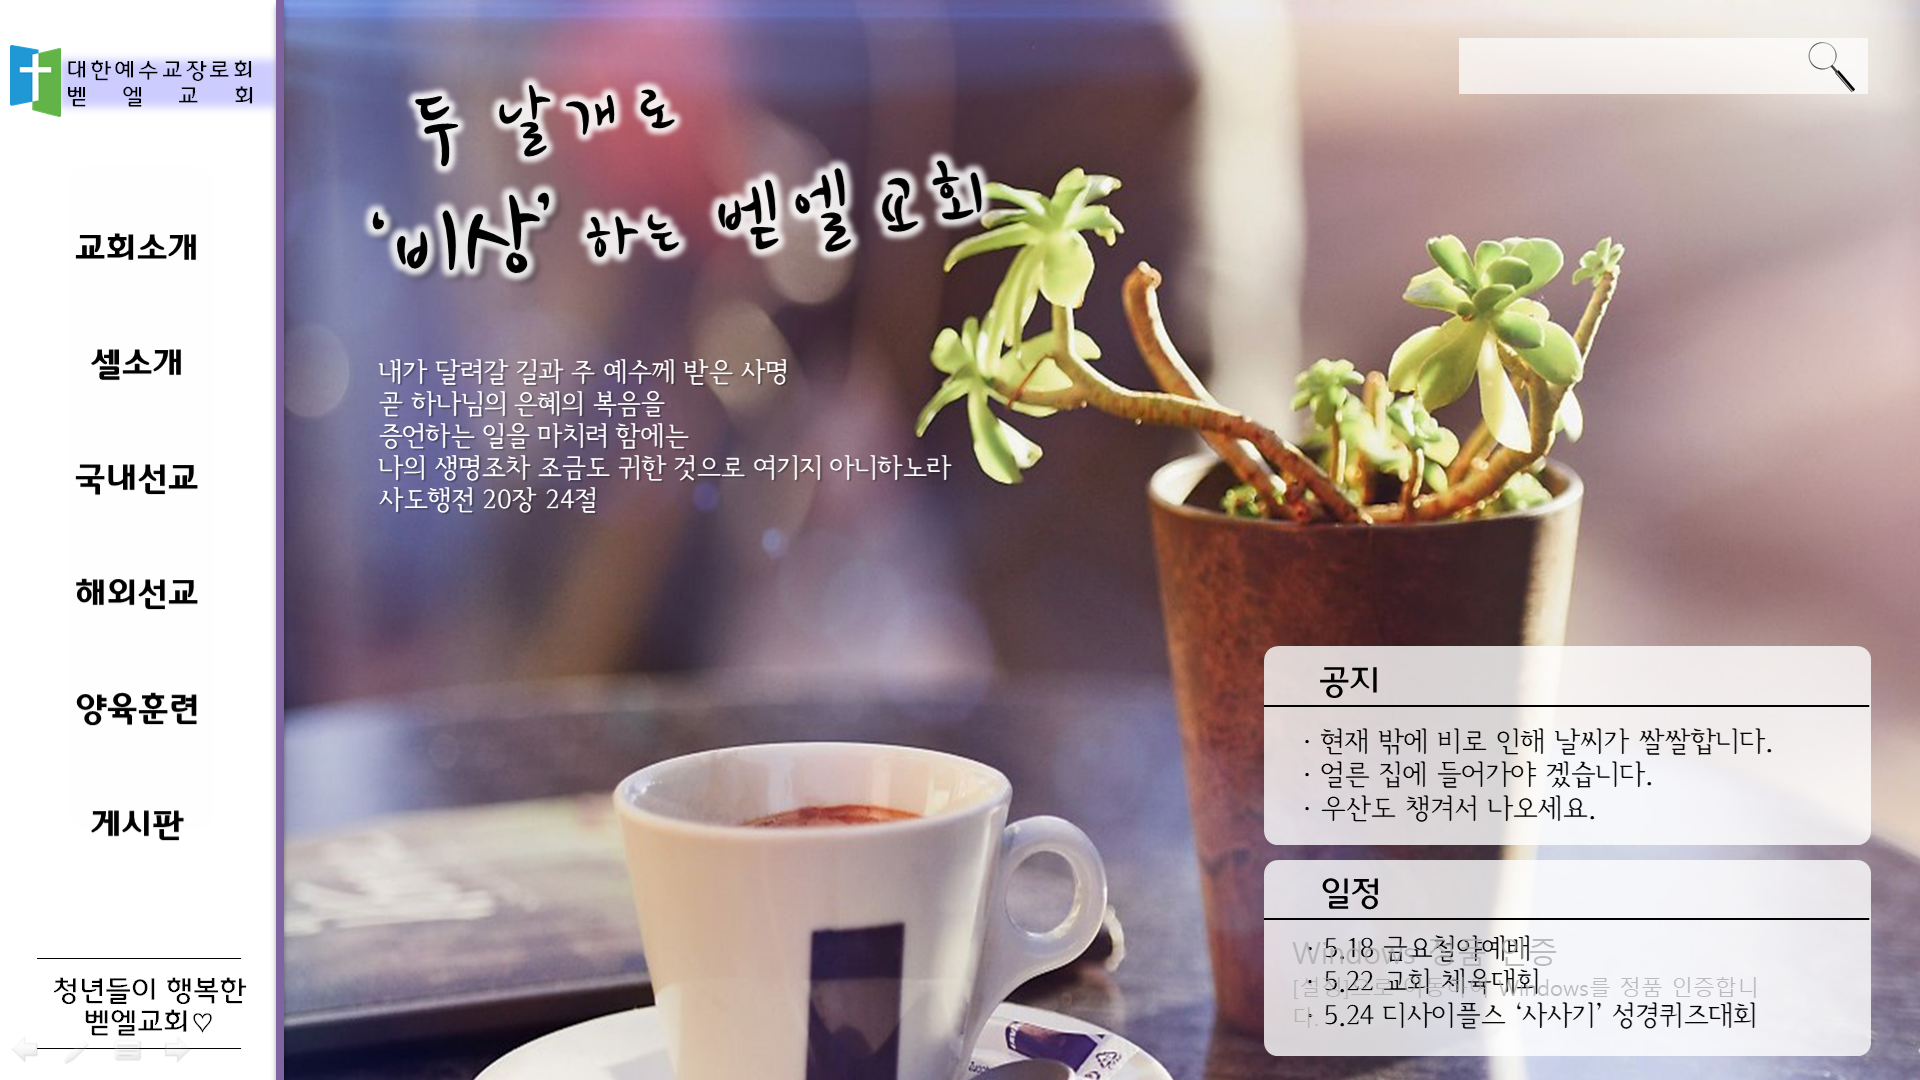 대한예수교장로회
벧엘교회
교회소개
셀소개
국내선교
해외선교
양육훈련
게시판
청년들이 행복한
벧엘교회♡
두 날개로
‘비상’ 하는 벧엘교회
내가 달려갈 길과 주 예수께 받은 사명
곧 하나님의 은혜의 복음을
증언하는 일을 마치려 함에는
나의 생명조차 조금도 귀한 것으로 여기지 아니하노라
사도행전 20장 24절
공지
· 현재 밖에 비로 인해 날씨가 쌀쌀합니다.
· 얼른 집에 들어가야 겠습니다.
· 우산도 챙겨서 나오세요.
일정
· 5.18 금요철야예배
· 5.22 교회 체육대회
· 5.24 디사이플스 ‘사사기’ 성경퀴즈대회
Windows 정품 인증
[설정]으로 이동하여 Windows를 정품 인증합니
다.